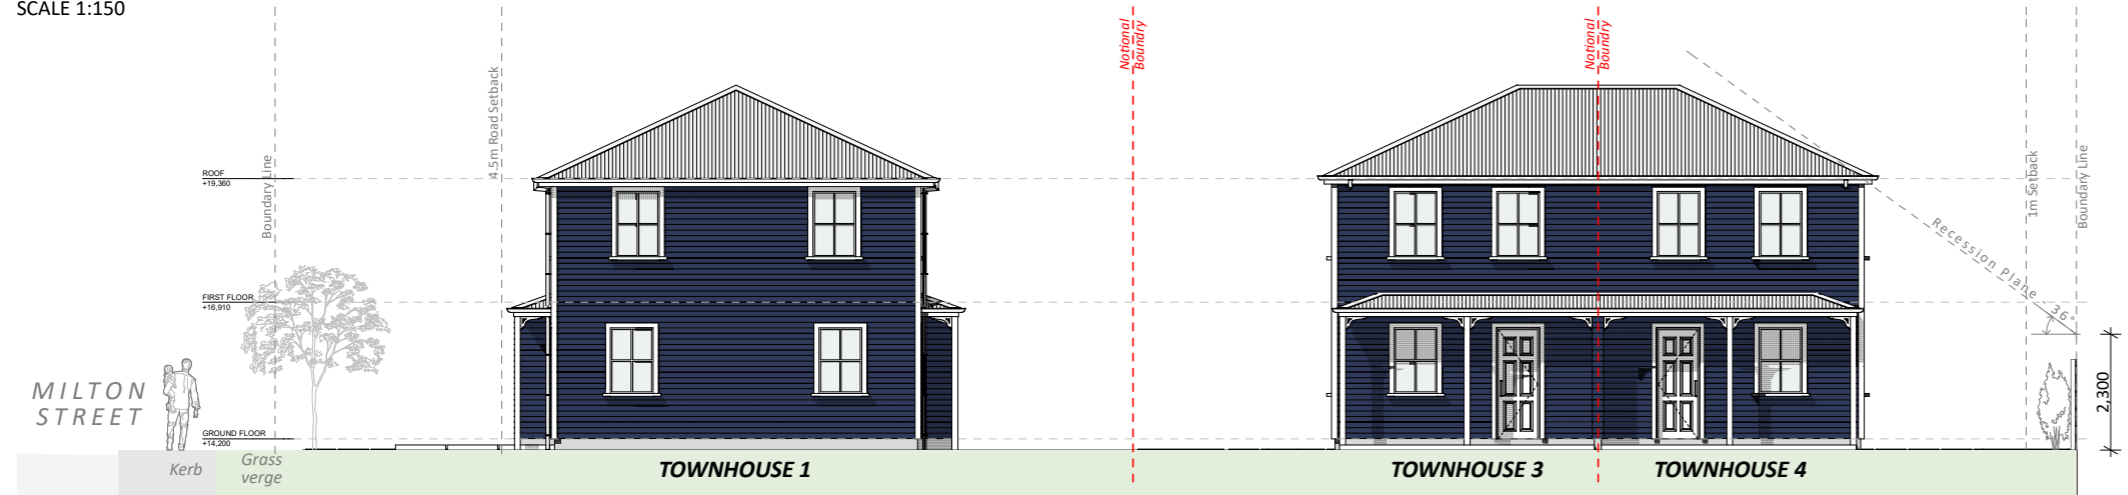 SCALE 1:150
Notional
Boundry
Notional
Boundry
4.5m Road Setback
Boundary Line
1m Setback
Boundary Line
ROOF
+19,360
Recession Plane
36°
FIRST FLOOR
+16,910
2,300
MILTON
STREET
GROUND FLOOR
+14,200
Kerb
Grass
verge
TOWNHOUSE 1
TOWNHOUSE 3
TOWNHOUSE 4